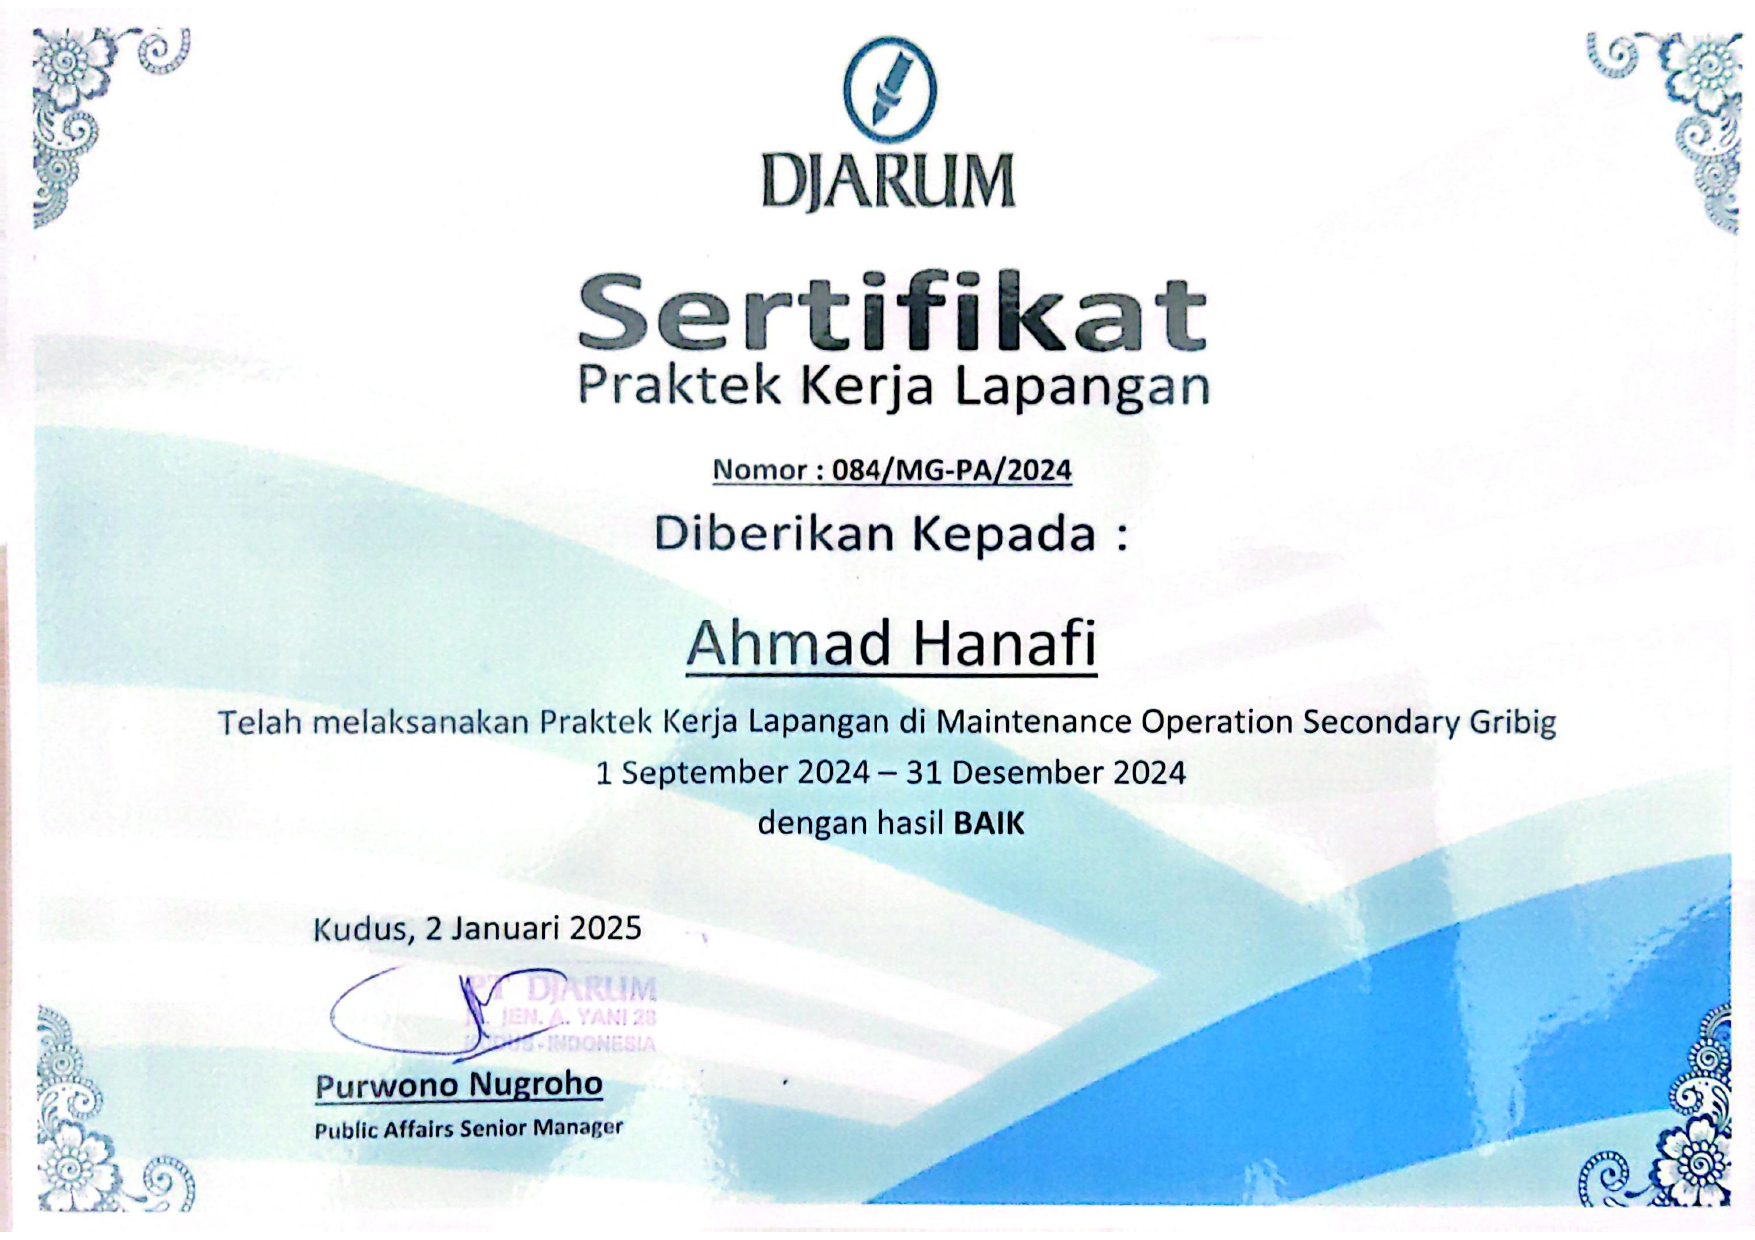 DJARUM
Sertifikat
Praktek Kerja Lapangan
Nomor : 084/MG-PA/2024
Diberikan Kepada :
Ahmad Hanafi
Telah melaksanakan Praktek Kerja Lapangan di Maintenance Operation Secondary Gribig
1 September 2024 – 31 Desember 2024
dengan hasil BAIK
Kudus, 2 Januari 2025
PT DJARUM
JEN. A. YANI 28
KUDUS - INDONESIA
Purwono Nugroho
Public Affairs Senior Manager